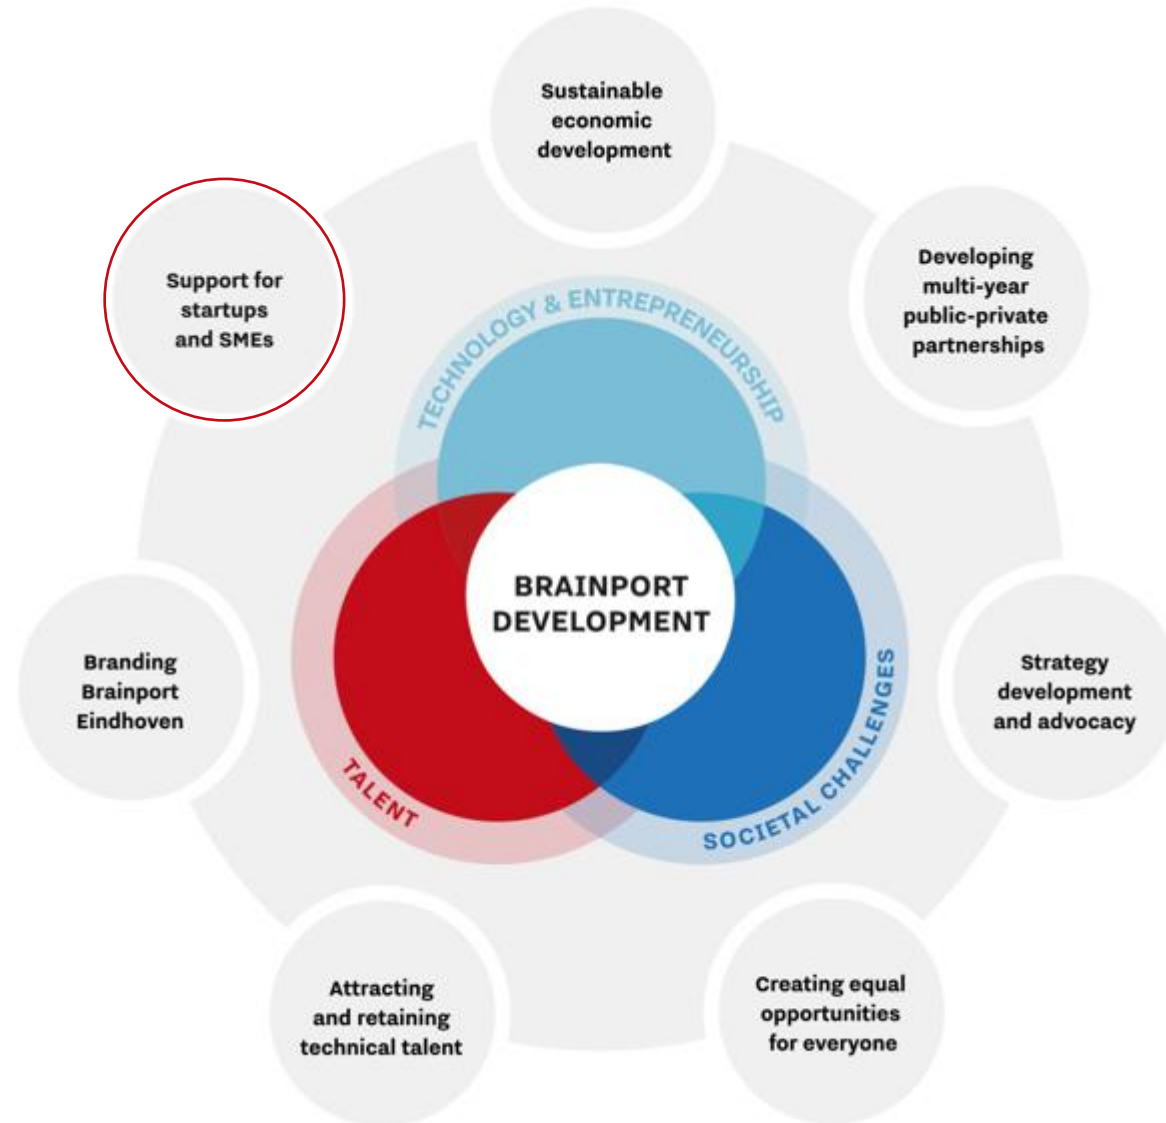 Sustainable
economic
development
Developing
multi-year
public-private
partnerships
Support for
startups
and SMEs
TECHNOLOGY & ENTREPRENEURSHIP
BRAINPORT
DEVELOPMENT
TALENT
SOCIETAL CHALLENGES
Branding
Brainport
Eindhoven
Strategy
development
and advocacy
Attracting
and retaining
technical talent
Creating equal
opportunities
for everyone